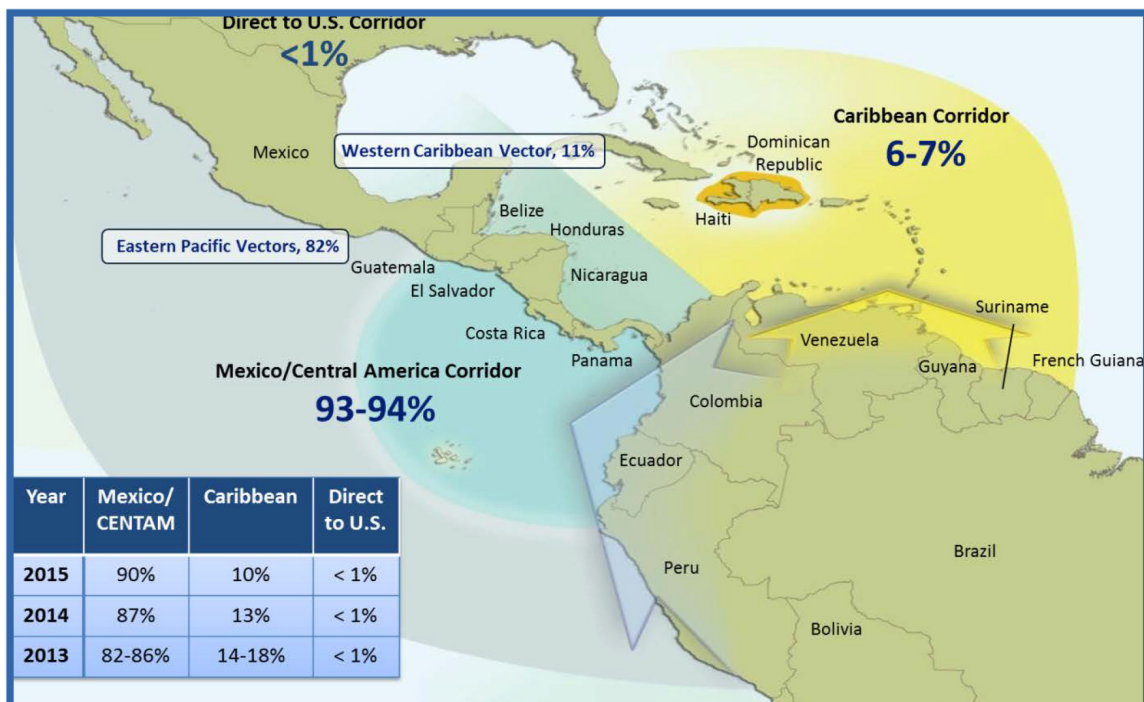 Direct to U.S. Corridor
<1%
Caribbean Corridor
6-7%
Mexico
Western Caribbean Vector, 11%
Dominican
Republic
Belize
Haiti
Honduras
Eastern Pacific Vectors, 82%
Guatemala
Nicaragua
El Salvador
Suriname
Costa Rica
Venezuela
Panama
Guyana
French Guiana
Mexico/Central America Corridor
93-94%
Colombia
Ecuador
Brazil
Peru
Bolivia
Year Mexico/ Caribbean Direct
CENTAM to U.S.
2015 90% 10% < 1%
2014 87% 13% < 1%
2013 82-86% 14-18% < 1%